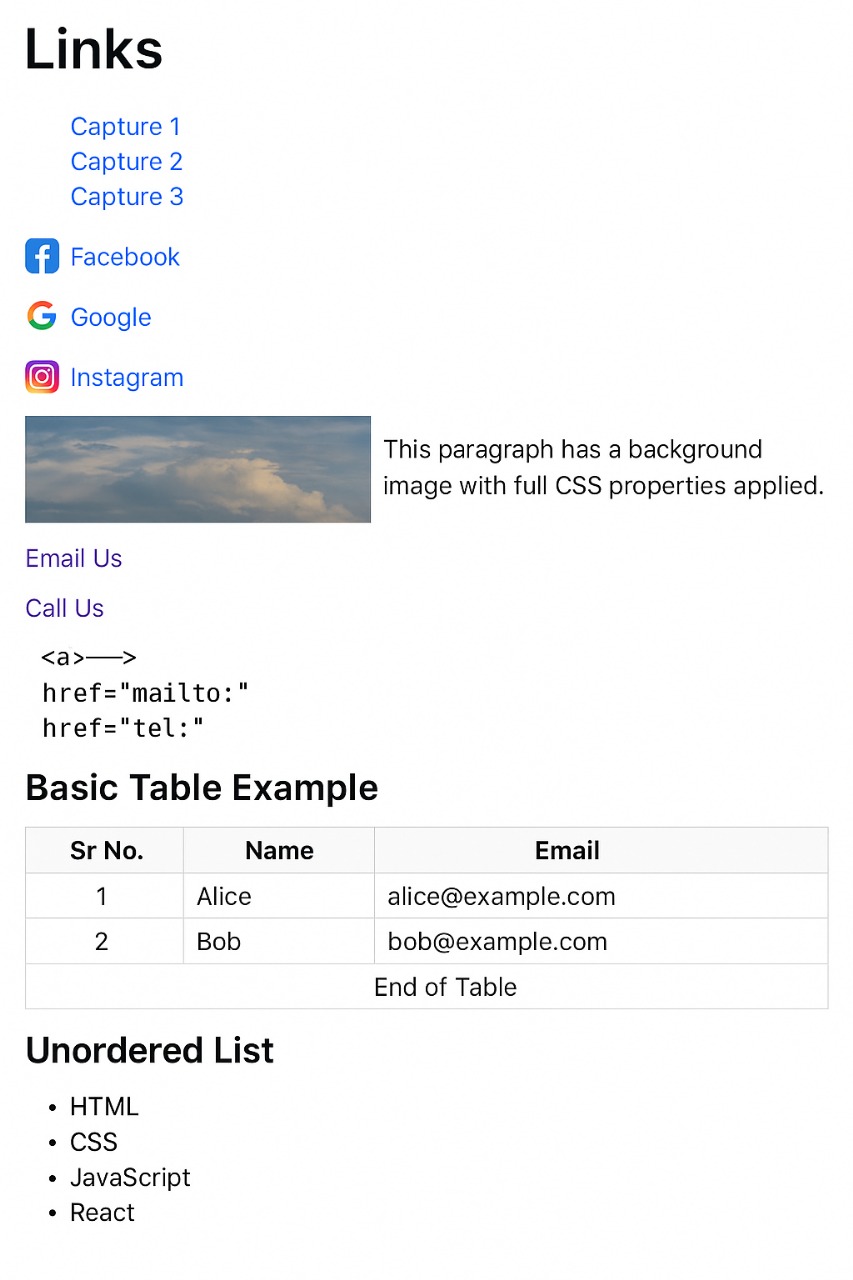 Links
Capture 1
Capture 2
Capture 3
Facebook
Google
Instagram
This paragraph has a background
image with full CSS properties applied.
Email Us
Call Us
<a>──>
href="mailto:"
href="tel:"
Basic Table Example
Sr No. Name Email
1 Alice alice@example.com
2 Bob bob@example.com
End of Table
Unordered List
• HTML
• CSS
• JavaScript
• React